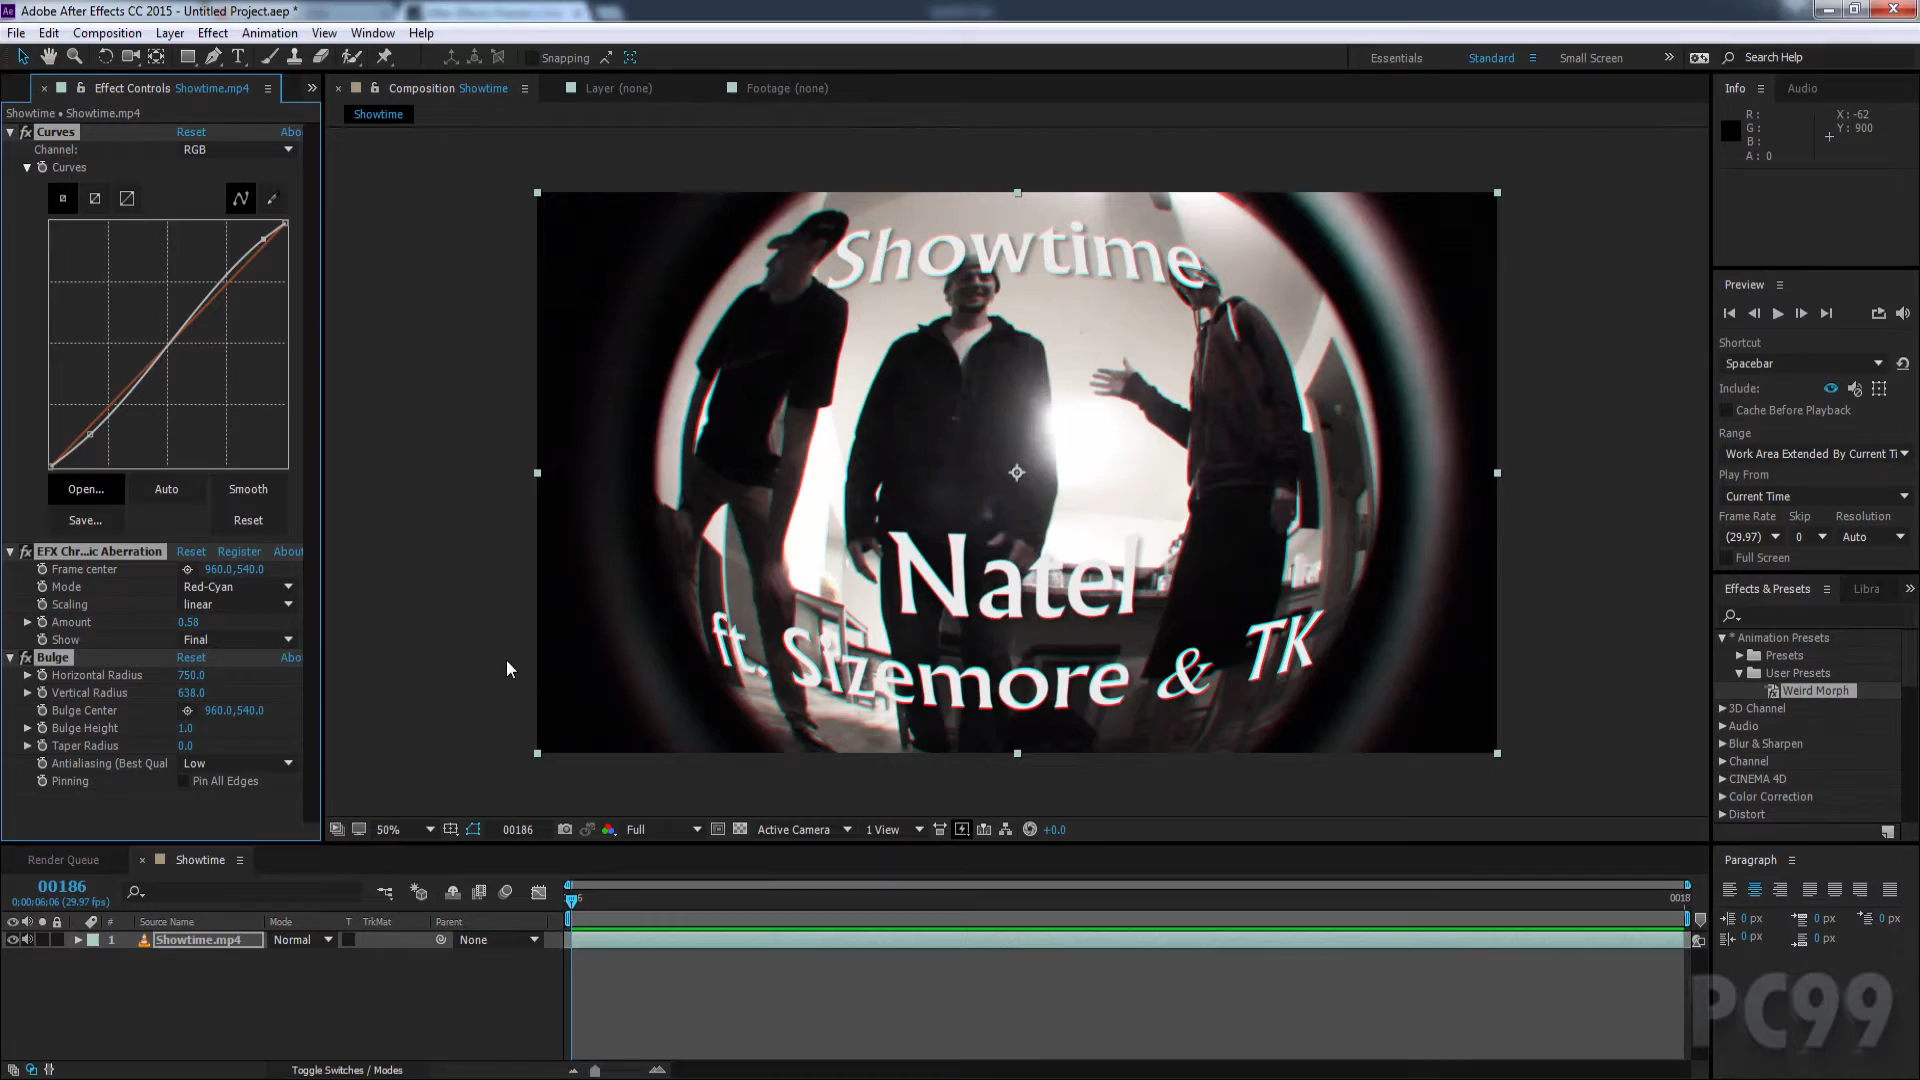 Adobe After Effects CC 2015 - Untitled Project.aep *
File Edit Composition Layer Effect Animation View Window Help
Snapping
Essentials Standard Small Screen Search Help
Effect Controls Showtime.mp4
Composition Showtime
Layer (none)
Footage (none)
Info Audio
Showtime • Showtime.mp4
Showtime
Curves Reset Abo
Channel: RGB
Curves
Open... Auto Smooth
Save... Reset
EFX Chr...ic Aberration Reset Register About
Frame center 960.0,540.0
Mode Red-Cyan
Scaling linear
Amount 0.58
Show Final
Bulge Reset Abo
Horizontal Radius 750.0
Vertical Radius 638.0
Bulge Center 960.0,540.0
Bulge Height 1.0
Taper Radius 0.0
Antialiasing (Best Qual Low
Pinning Pin All Edges
Showtime
Natel
ft. Sizemore & TK
50% 00186 Full Active Camera 1 View +0.0
R: X: -62
G: Y: 900
B:
A: 0
Preview
Shortcut
Spacebar
Include:
Cache Before Playback
Range
Work Area Extended By Current Ti
Play From
Current Time
Frame Rate Skip Resolution
(29.97) 0 Auto
Full Screen
Effects & Presets Libra
* Animation Presets
Presets
User Presets
Weird Morph
3D Channel
Audio
Blur & Sharpen
Channel
CINEMA 4D
Color Correction
Distort
Render Queue Showtime
00186
0;00;06;06 (29.97 fps)
0018
# Source Name Mode T TrkMat Parent
1 Showtime.mp4 Normal None
Toggle Switches / Modes
Paragraph
0 px 0 px 0 px
0 px 0 px
PC99